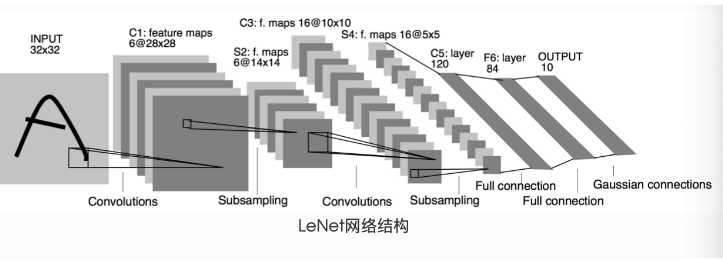 INPUT
32x32
C1: feature maps
6@28x28
S2: f. maps
6@14x14
C3: f. maps 16@10x10
S4: f. maps 16@5x5
C5: layer
120
F6: layer
84
OUTPUT
10
A
Convolutions
Subsampling
Convolutions
Subsampling
Full connection
Full connection
Gaussian connections
LeNet网络结构